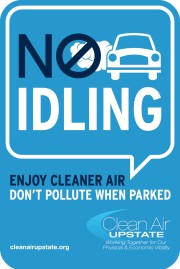 NO
IDLING
ENJOY CLEANER AIR
DON'T POLLUTE WHEN PARKED
Clean Air
UPSTATE
Working Together for Our
Physical & Economic Vitality
cleanairupstate.org